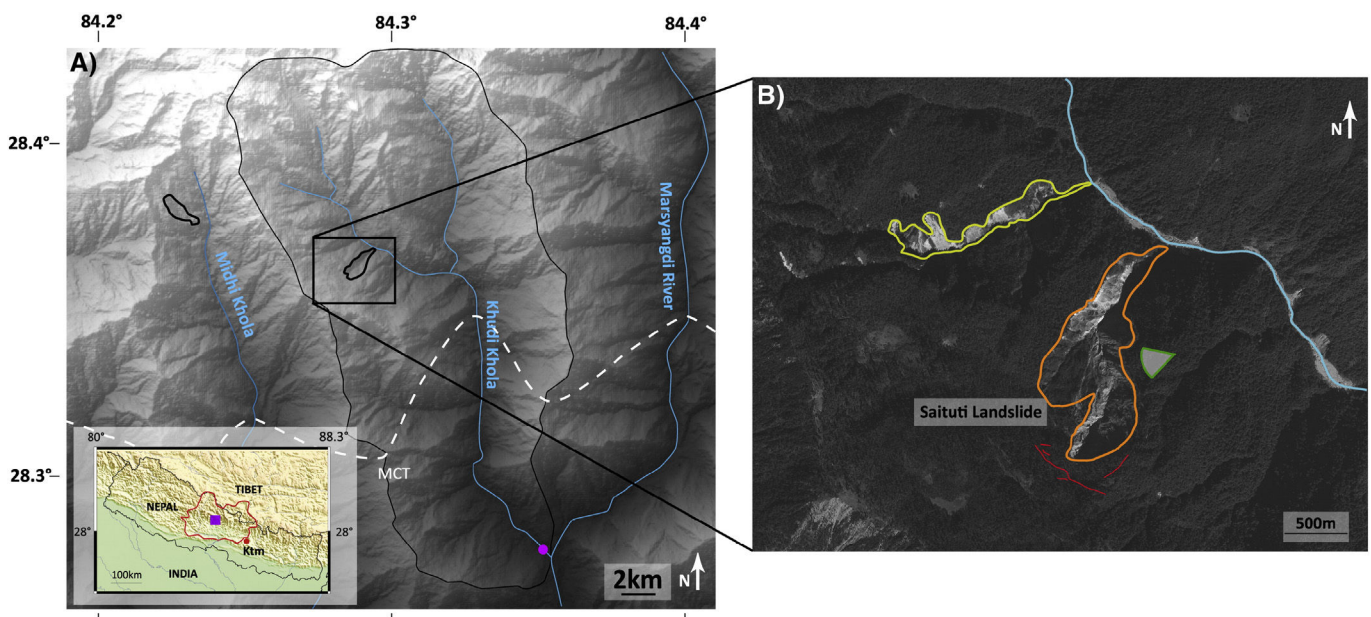 84.2°
84.3°
84.4°
A)
B)
N
28.4°
Midhi Khola
Marsyangdi River
Khudi Khola
Saituti Landslide
MCT
28.3°
80°
88.3°
TIBET
NEPAL
28°
28°
Ktm
INDIA
100km
2km
N
500m